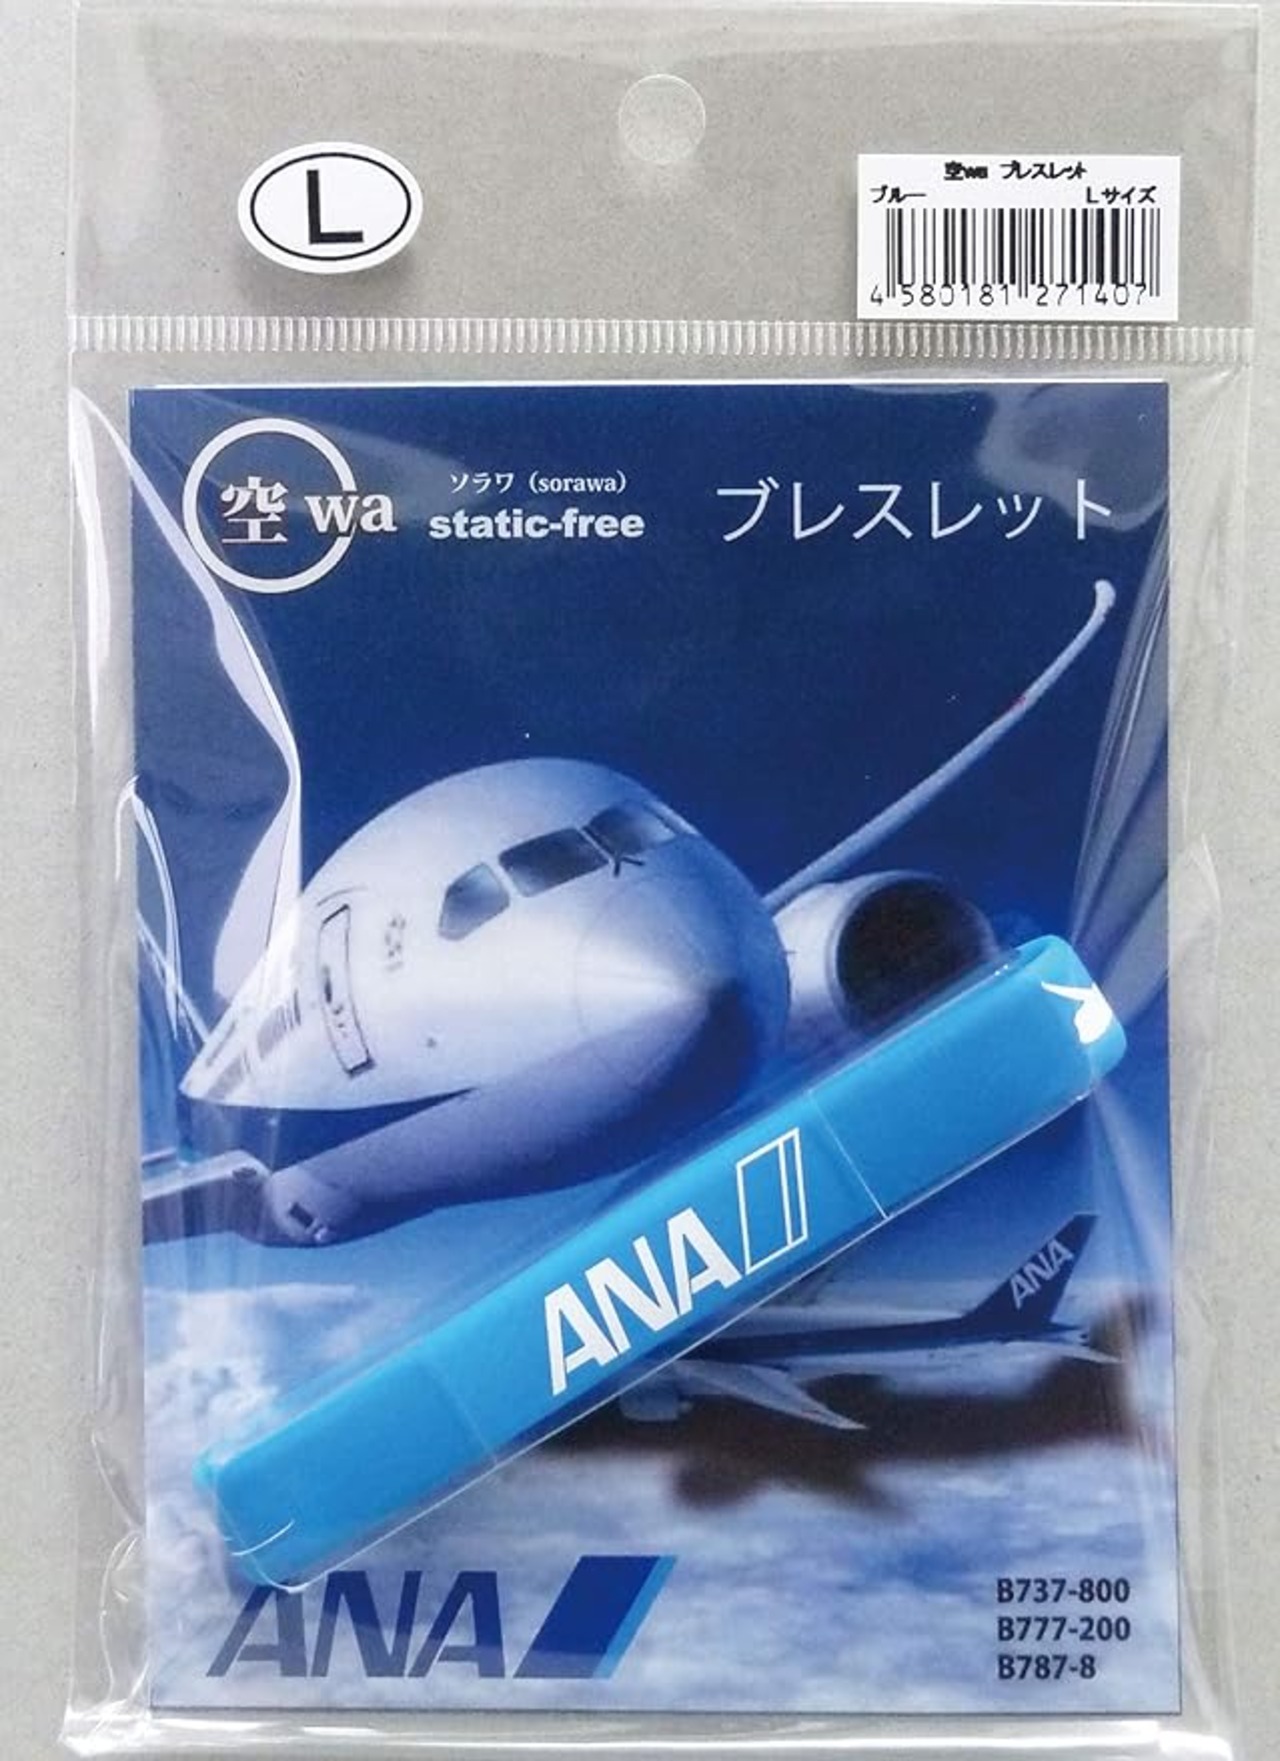 L
空wa ブレスレット
ブルー Lサイズ
4 580181 271407
空wa
ソラワ（sorawa）
static-free
ブレスレット
ANA
ANA
ANA
B737-800
B777-200
B787-8